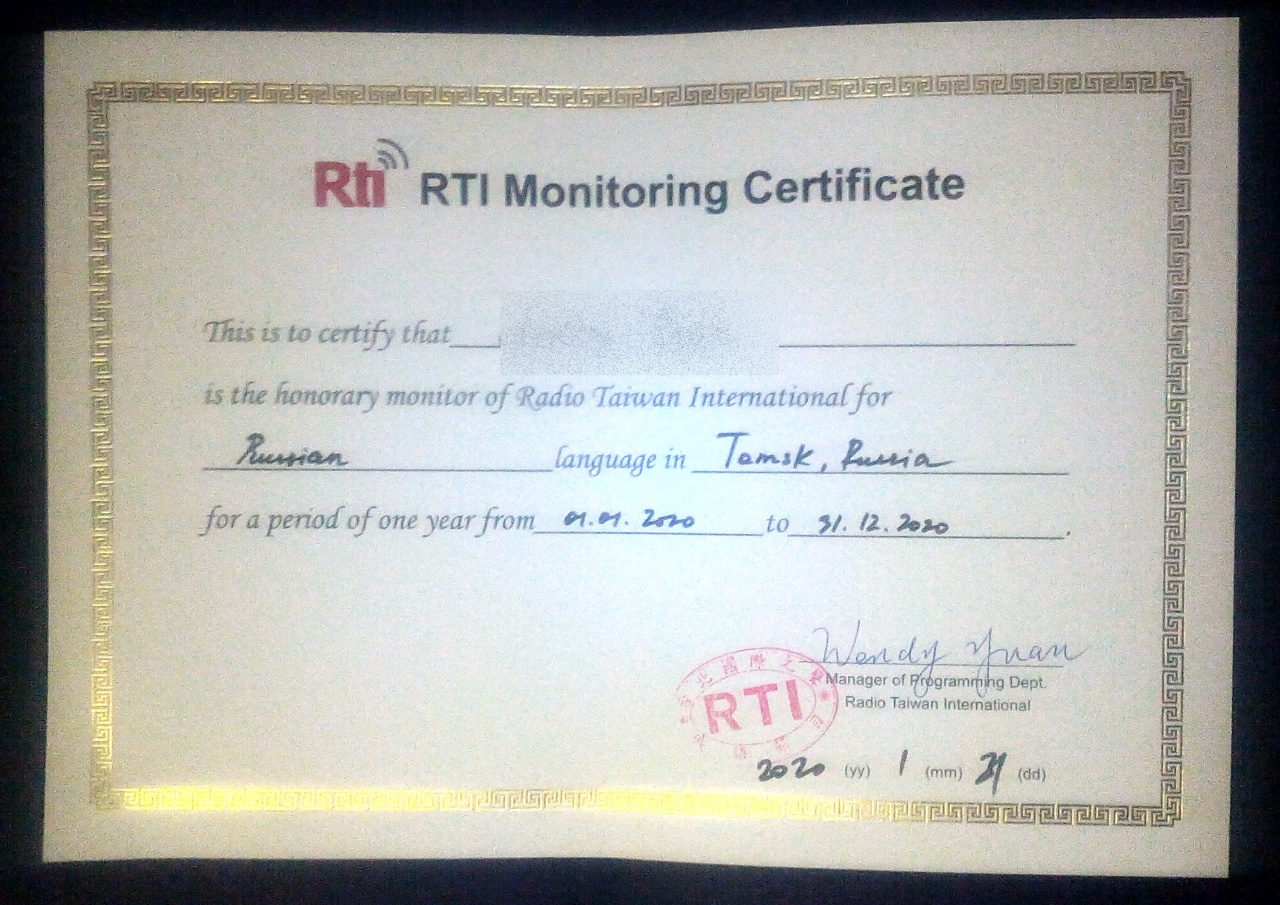 Rti RTI Monitoring Certificate
This is to certify that
is the honorary monitor of Radio Taiwan International for
Russian language in Tomsk, Russia
for a period of one year from 01.01.2020 to 31.12.2020.
Wendy Yuan
Manager of Programming Dept.
Radio Taiwan International
RTI
2020 (yy) 1 (mm) 21 (dd)